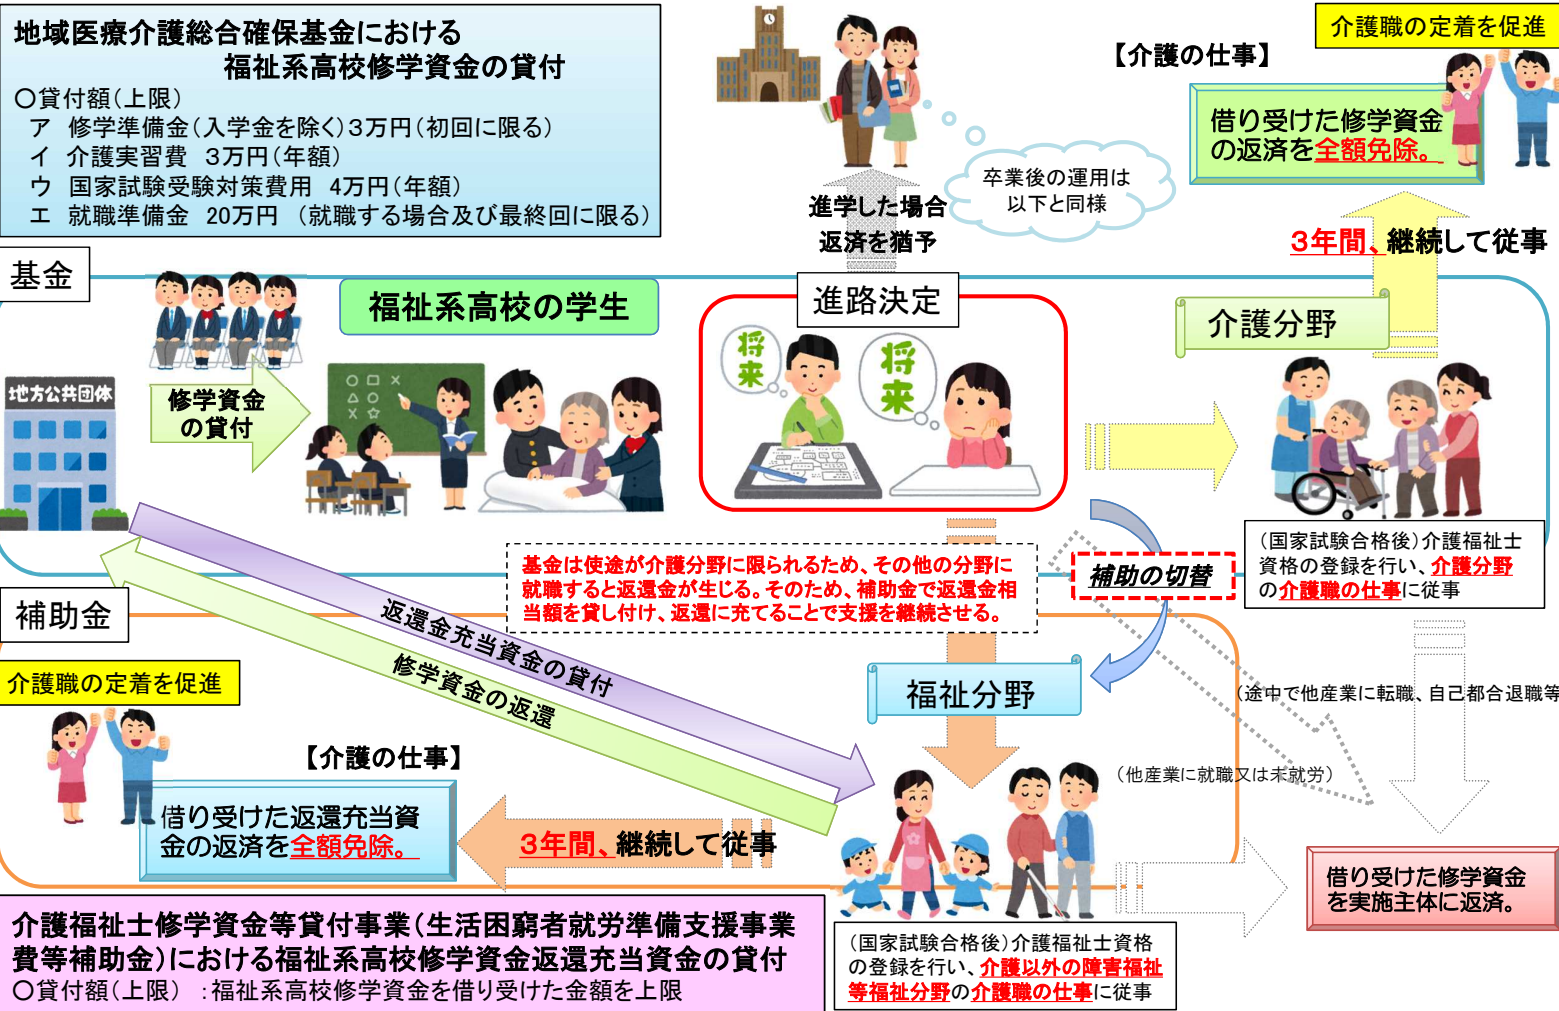 地域医療介護総合確保基金における
福祉系高校修学資金の貸付
○貸付額(上限)
ア 修学準備金(入学金を除く)3万円(初回に限る)
イ 介護実習費 3万円(年額)
ウ 国家試験受験対策費用 4万円(年額)
エ 就職準備金 20万円 (就職する場合及び最終回に限る)
【介護の仕事】
介護職の定着を促進
借り受けた修学資金
の返済を全額免除。
卒業後の運用は
以下と同様
進学した場合
返済を猶予
3年間、継続して従事
基金
福祉系高校の学生
進路決定
介護分野
将来
将来
地方公共団体
修学資金
の貸付
基金は使途が介護分野に限られるため、その他の分野に
就職すると返還金が生じる。そのため、補助金で返還金相
当額を貸し付け、返還に充てることで支援を継続させる。
補助の切替
(国家試験合格後)介護福祉士
資格の登録を行い、介護分野
の介護職の仕事に従事
補助金
返還金充当資金の貸付
修学資金の返還
福祉分野
(途中で他産業に転職、自己都合退職等
(他産業に就職又は未就労)
介護職の定着を促進
【介護の仕事】
借り受けた返還充当資
金の返済を全額免除。
3年間、継続して従事
借り受けた修学資金
を実施主体に返済。
介護福祉士修学資金等貸付事業(生活困窮者就労準備支援事業
費等補助金)における福祉系高校修学資金返還充当資金の貸付
○貸付額(上限) :福祉系高校修学資金を借り受けた金額を上限
(国家試験合格後)介護福祉士資格
の登録を行い、介護以外の障害福祉
等福祉分野の介護職の仕事に従事